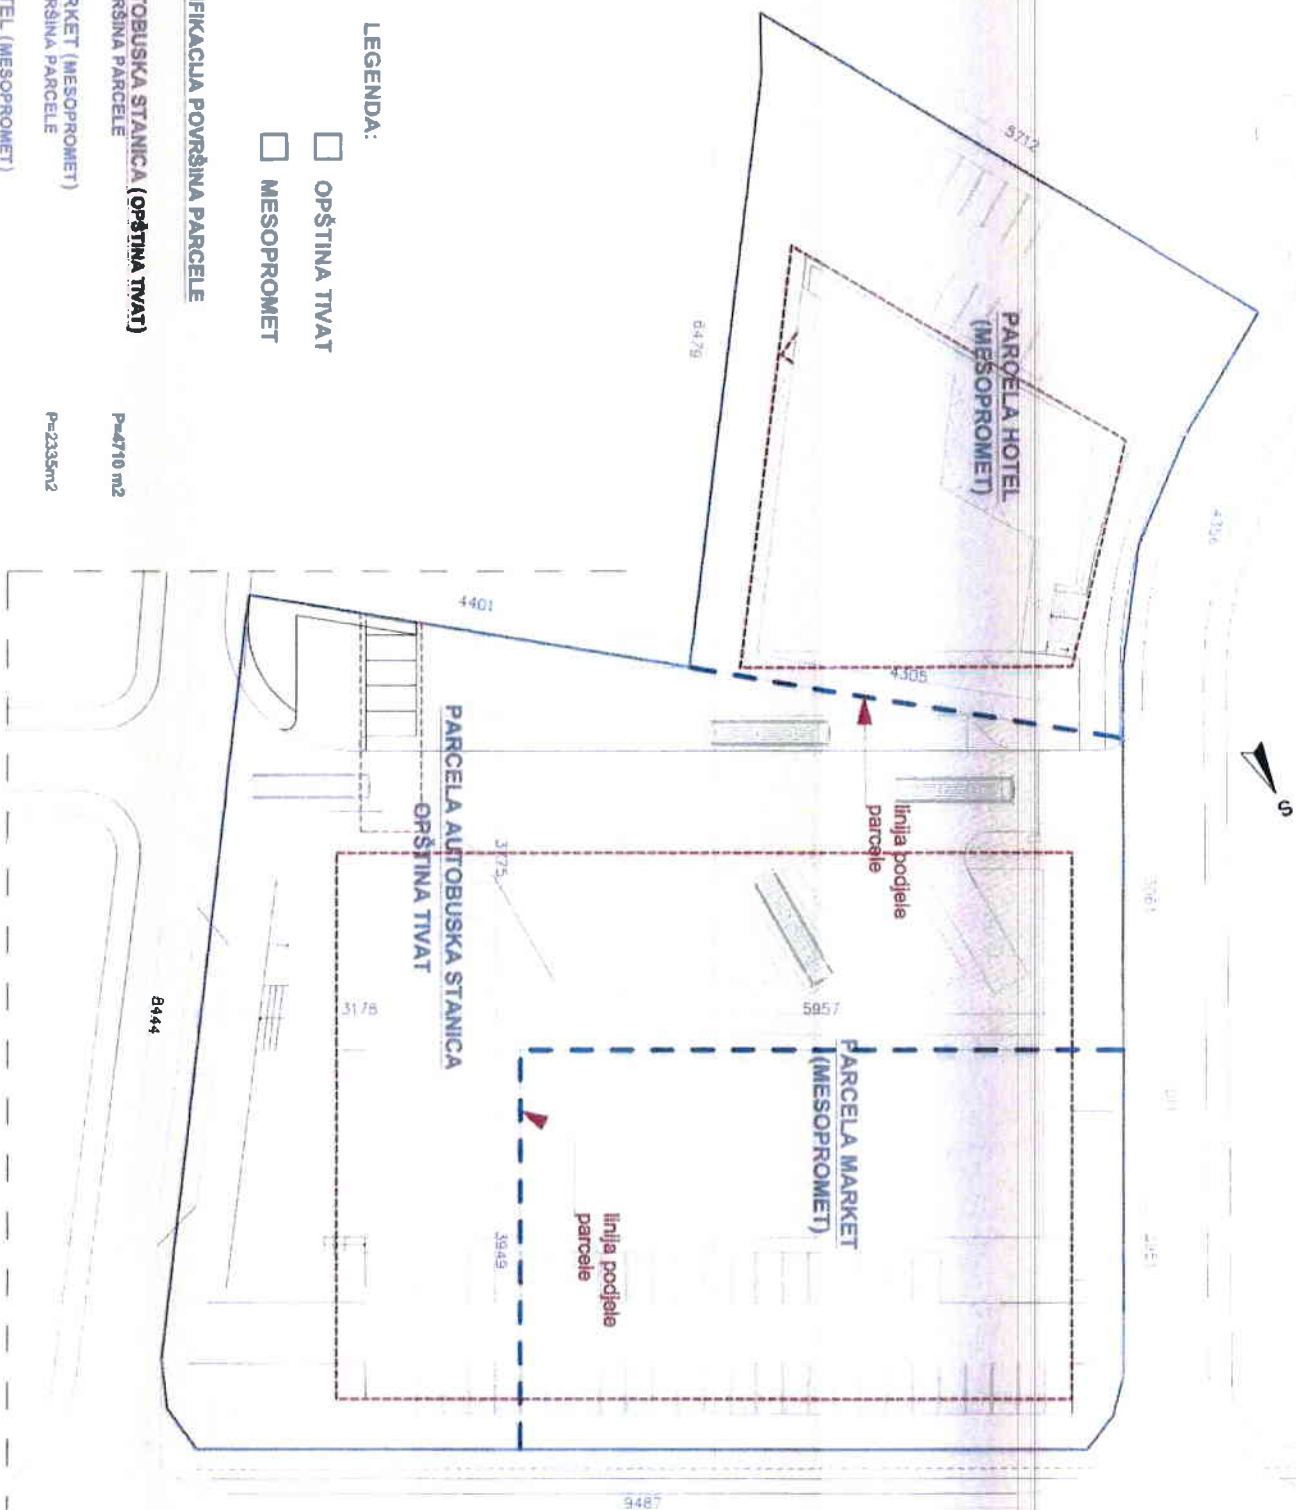 LEGENDA:
OPŠTINA TIVAT
MESOPROMET
FIKACIJA POVRŠINA PARCELE
TOBUSKA STANICA (OPŠTINA TIVAT)
RŠINA PARCELE
P=4710 m2
RKET (MESOPROMET)
RŠINA PARCELE
P=2335m2
TEL (MESOPROMET)
PARCELA HOTEL
(MESOPROMET)
5712
6479
4356
4305
4401
linija podjele
parcele
PARCELA AUTOBUSKA STANICA
OPŠTINA TIVAT
3775
3178
5957
PARCELA MARKET
(MESOPROMET)
linija podjele
parcele
3949
8444
9487
S